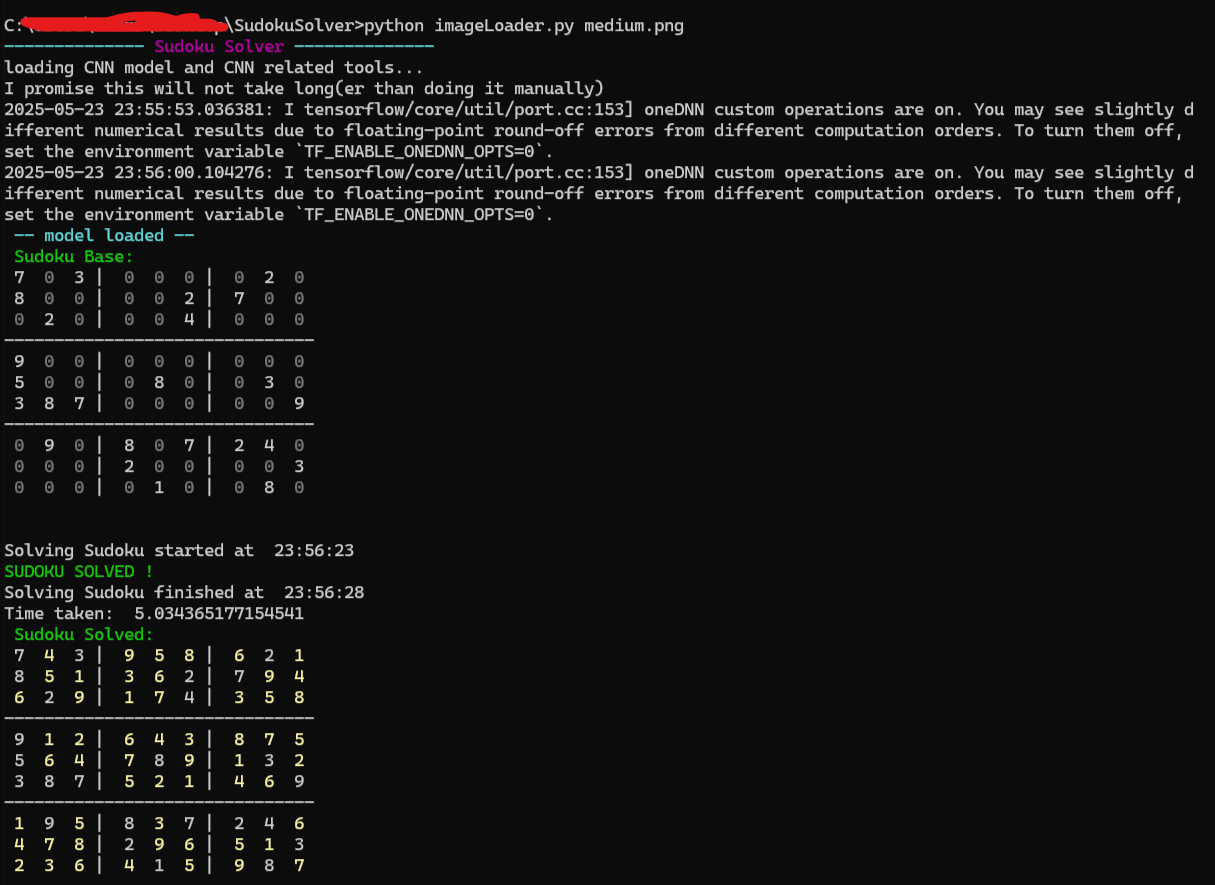 C:\\SudokuSolver>python imageLoader.py medium.png
-------------- Sudoku Solver --------------
loading CNN model and CNN related tools...
I promise this will not take long(er than doing it manually)
2025-05-23 23:55:53.036381: I tensorflow/core/util/port.cc:153] oneDNN custom operations are on. You may see slightly d
ifferent numerical results due to floating-point round-off errors from different computation orders. To turn them off,
set the environment variable `TF_ENABLE_ONEDNN_OPTS=0`.
2025-05-23 23:56:00.104276: I tensorflow/core/util/port.cc:153] oneDNN custom operations are on. You may see slightly d
ifferent numerical results due to floating-point round-off errors from different computation orders. To turn them off,
set the environment variable `TF_ENABLE_ONEDNN_OPTS=0`.
-- model loaded --
Sudoku Base:
7 0 3 | 0 0 0 | 0 2 0
8 0 0 | 0 0 2 | 7 0 0
0 2 0 | 0 0 4 | 0 0 0
-------------------------------
9 0 0 | 0 0 0 | 0 0 0
5 0 0 | 0 8 0 | 0 3 0
3 8 7 | 0 0 0 | 0 0 9
-------------------------------
0 9 0 | 8 0 7 | 2 4 0
0 0 0 | 2 0 0 | 0 0 3
0 0 0 | 0 1 0 | 0 8 0
Solving Sudoku started at  23:56:23
SUDOKU SOLVED !
Solving Sudoku finished at  23:56:28
Time taken:  5.034365177154541
Sudoku Solved:
7 4 3 | 9 5 8 | 6 2 1
8 5 1 | 3 6 2 | 7 9 4
6 2 9 | 1 7 4 | 3 5 8
-------------------------------
9 1 2 | 6 4 3 | 8 7 5
5 6 4 | 7 8 9 | 1 3 2
3 8 7 | 5 2 1 | 4 6 9
-------------------------------
1 9 5 | 8 3 7 | 2 4 6
4 7 8 | 2 9 6 | 5 1 3
2 3 6 | 4 1 5 | 9 8 7